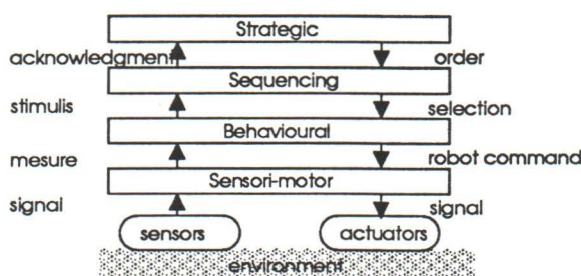 Strategic
acknowledgment order
Sequencing
stimulis selection
Behavioural
mesure robot command
Sensori-motor
signal signal
sensors actuators
environment